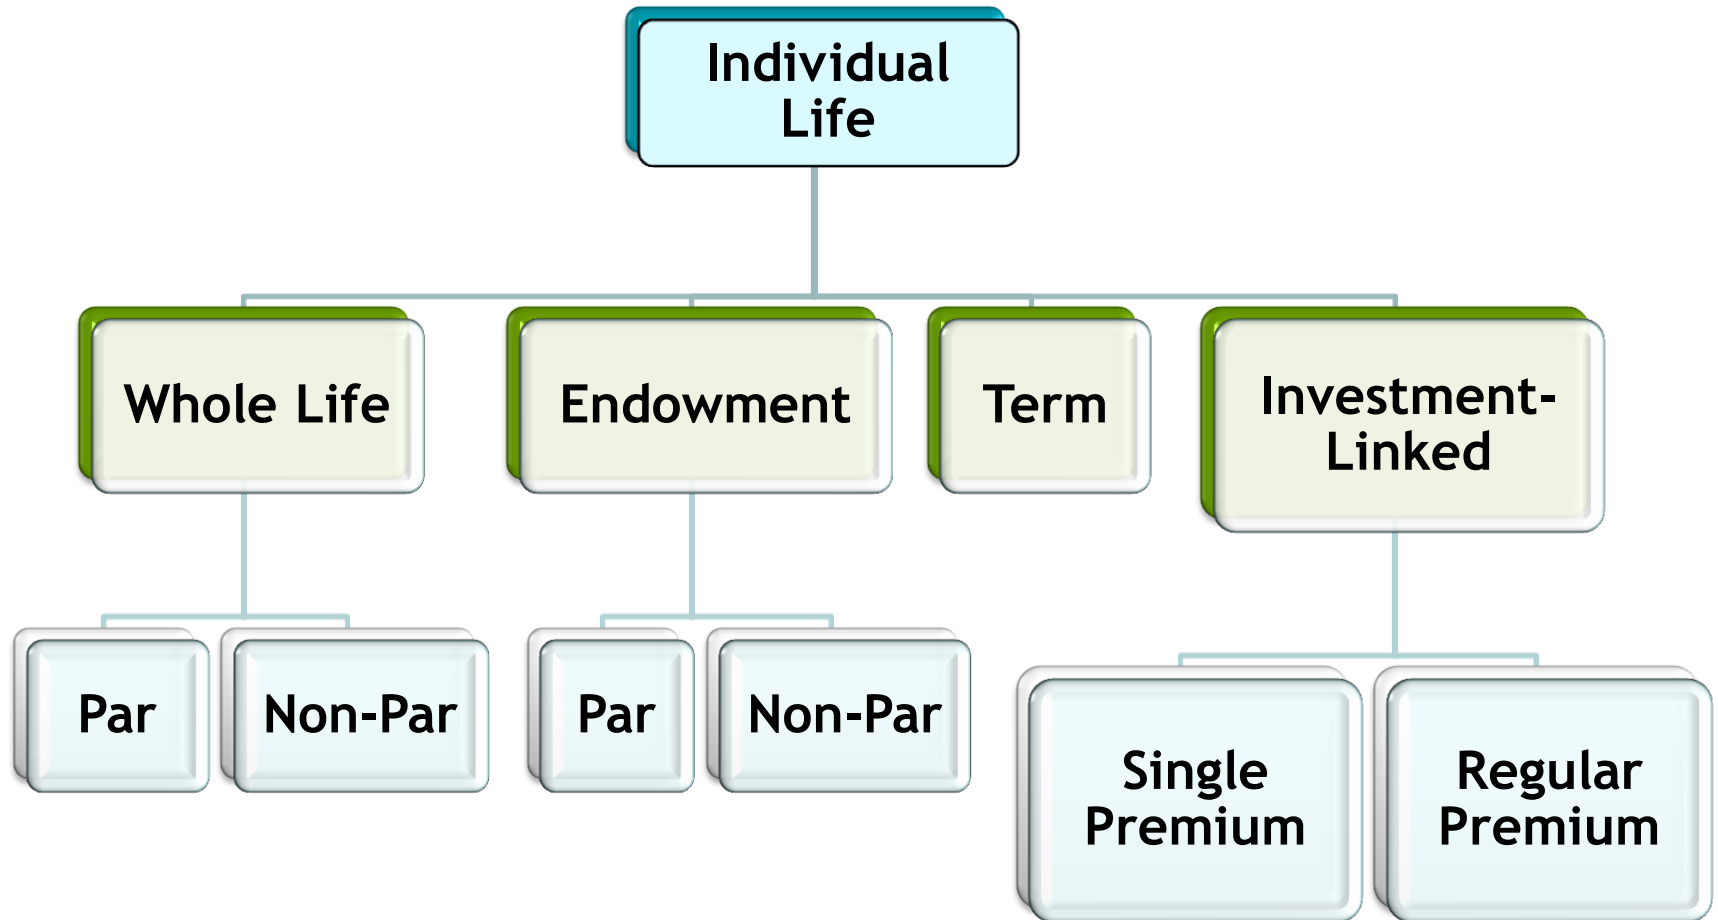 Individual
Life
Whole Life
Endowment
Term
Investment-
Linked
Par
Non-Par
Par
Non-Par
Single
Premium
Regular
Premium